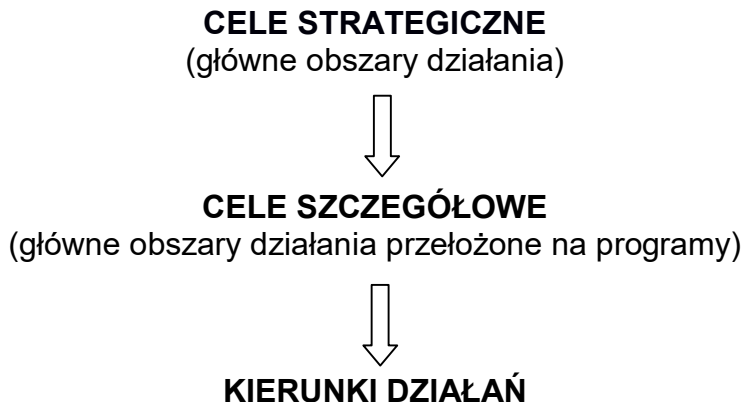 CELE STRATEGICZNE
(główne obszary działania)
CELE SZCZEGÓŁOWE
(główne obszary działania przełożone na programy)
KIERUNKI DZIAŁAŃ